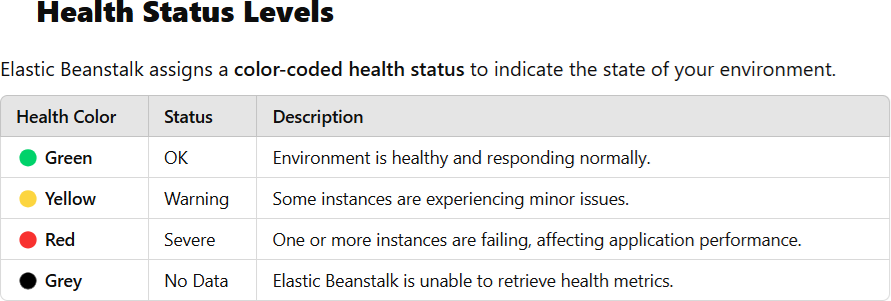 Health Status Levels
Elastic Beanstalk assigns a color-coded health status to indicate the state of your environment.
Health Color Status Description
Green OK Environment is healthy and responding normally.
Yellow Warning Some instances are experiencing minor issues.
Red Severe One or more instances are failing, affecting application performance.
Grey No Data Elastic Beanstalk is unable to retrieve health metrics.